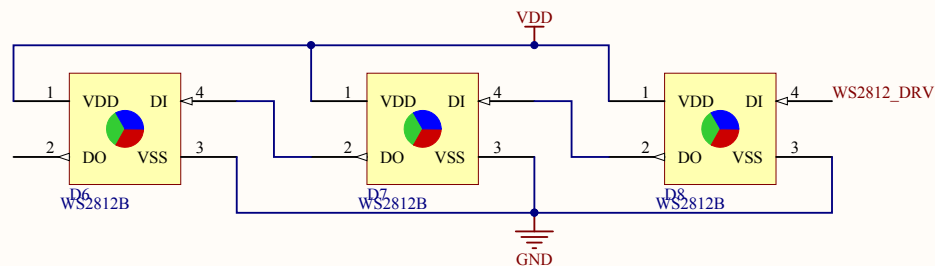 VDD
1 VDD DI 4
2 DO VSS 3
D6
WS2812B
1 VDD DI 4
2 DO VSS 3
D7
WS2812B
1 VDD DI 4 WS2812_DRV
2 DO VSS 3
D8
WS2812B
GND